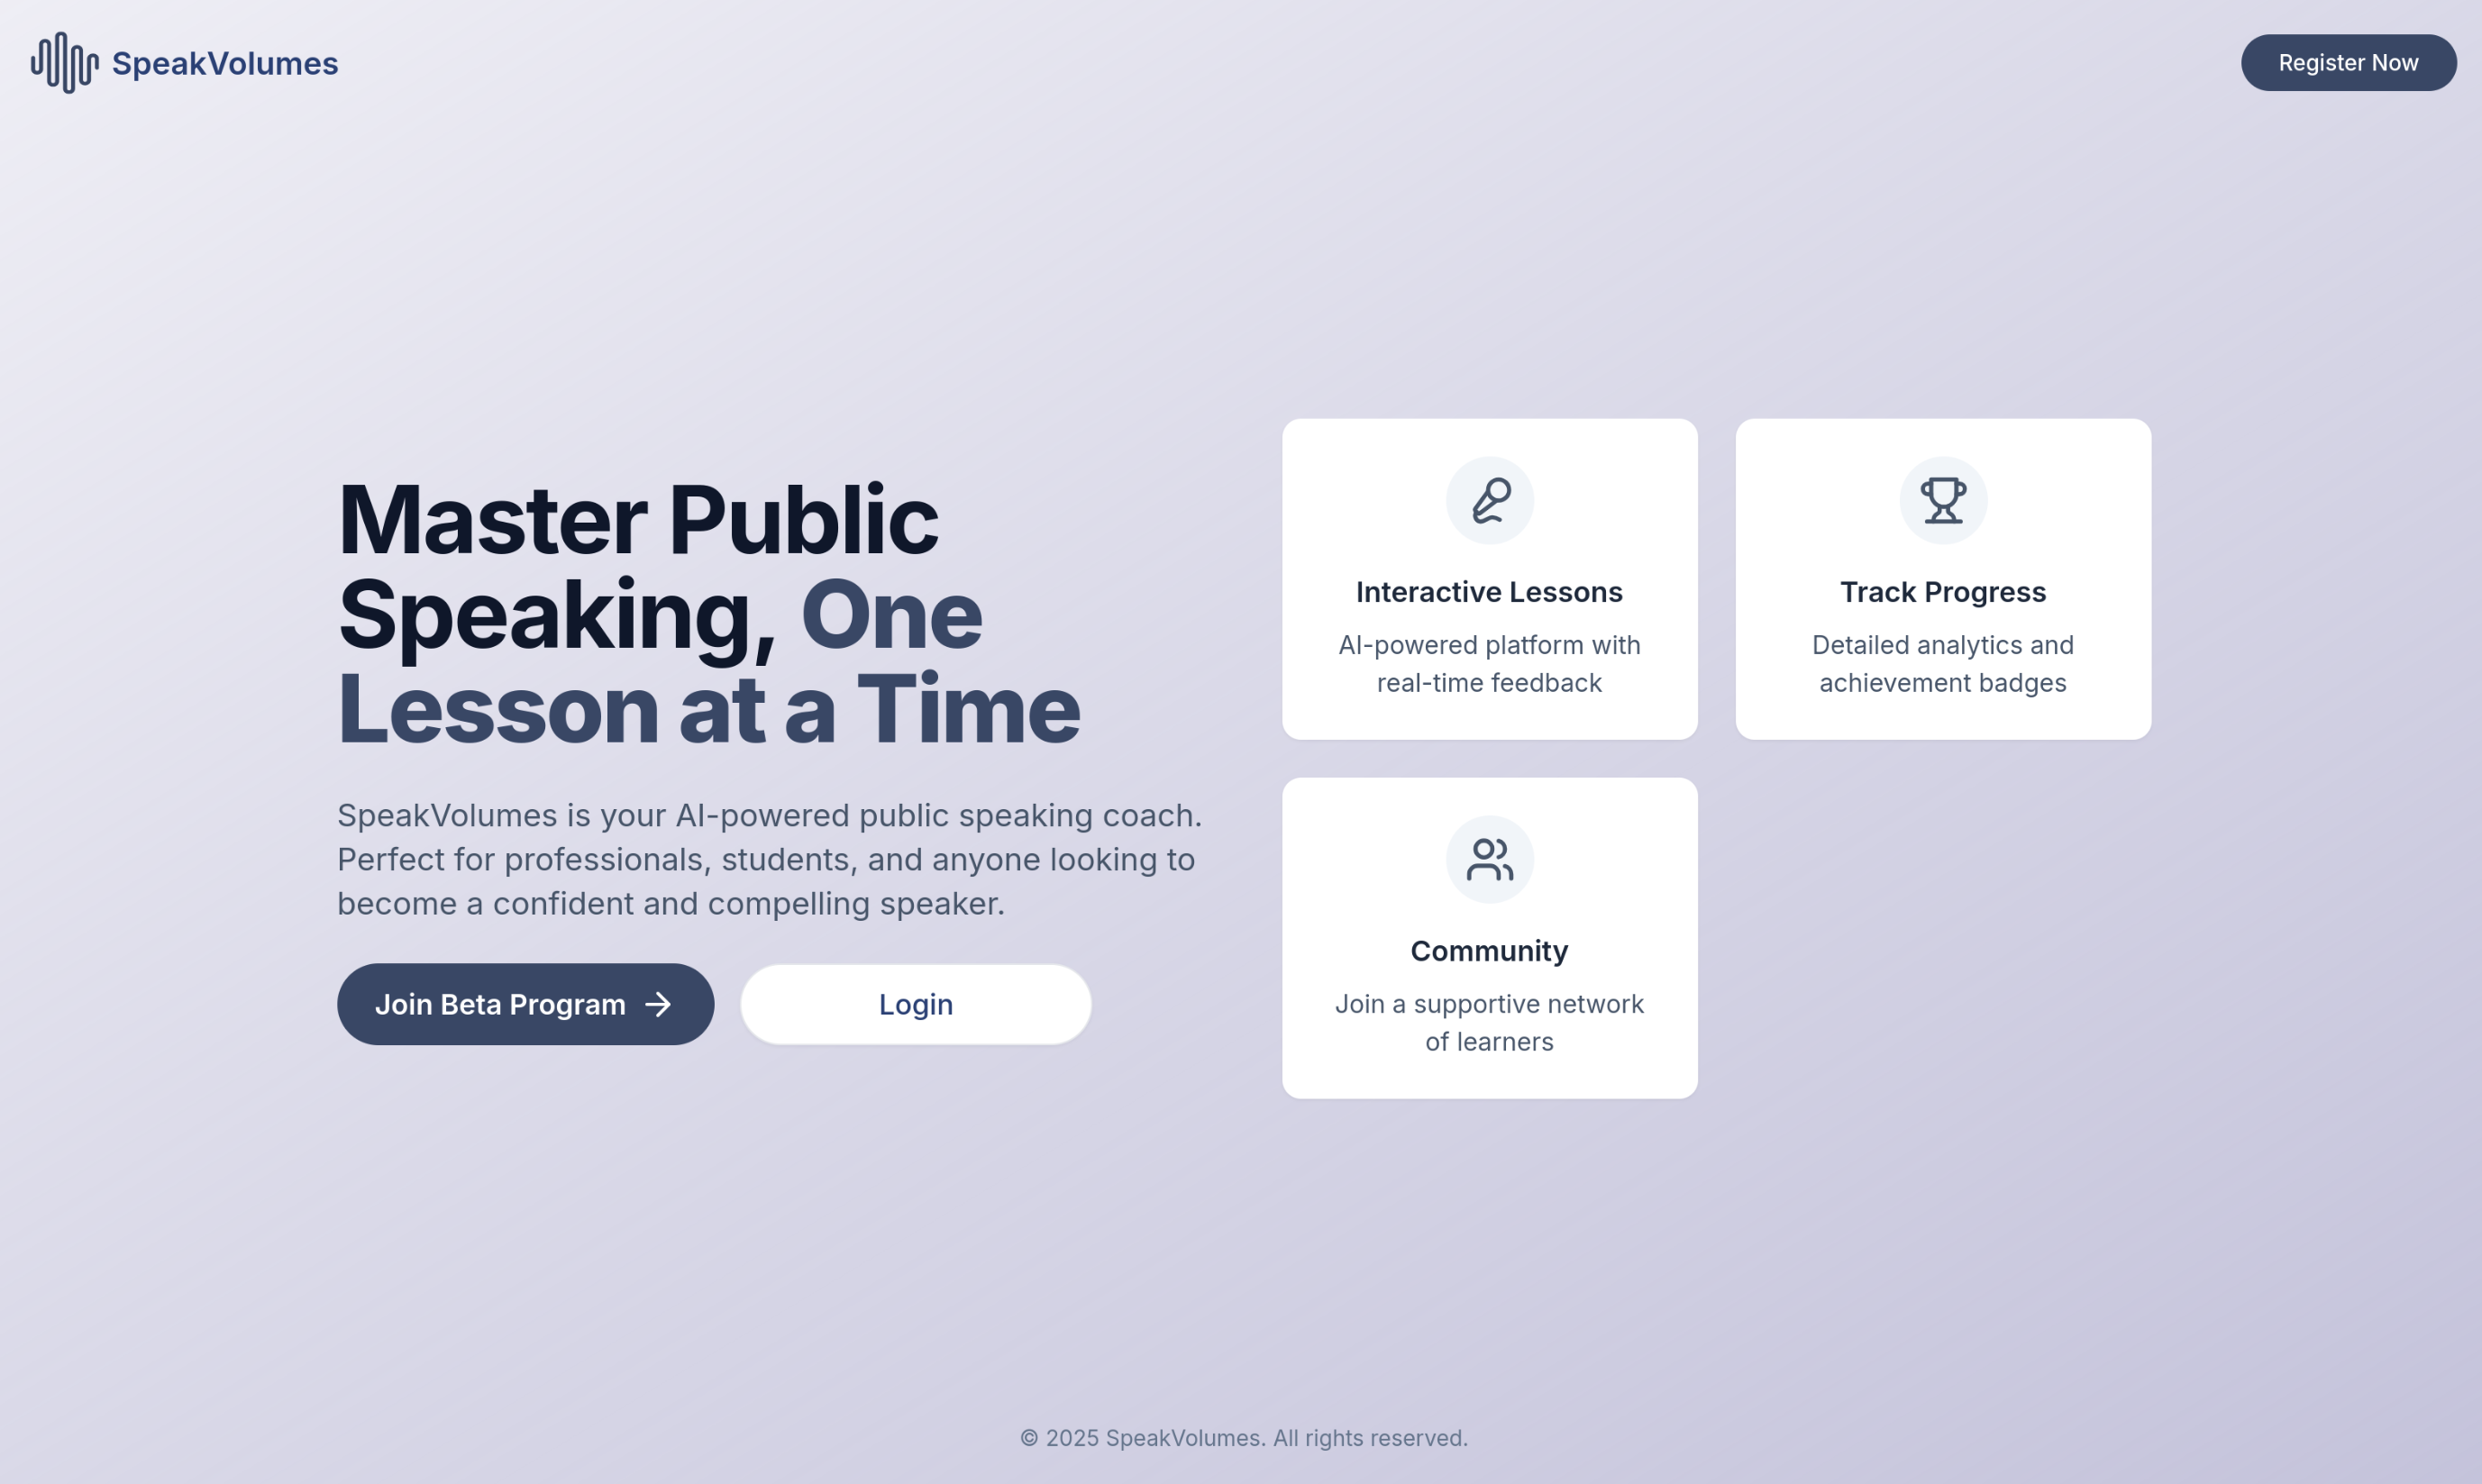 SpeakVolumes
Register Now
Master Public
Speaking, One
Lesson at a Time
SpeakVolumes is your AI-powered public speaking coach.
Perfect for professionals, students, and anyone looking to
become a confident and compelling speaker.
Join Beta Program
Login
Interactive Lessons
AI-powered platform with
real-time feedback
Track Progress
Detailed analytics and
achievement badges
Community
Join a supportive network
of learners
© 2025 SpeakVolumes. All rights reserved.